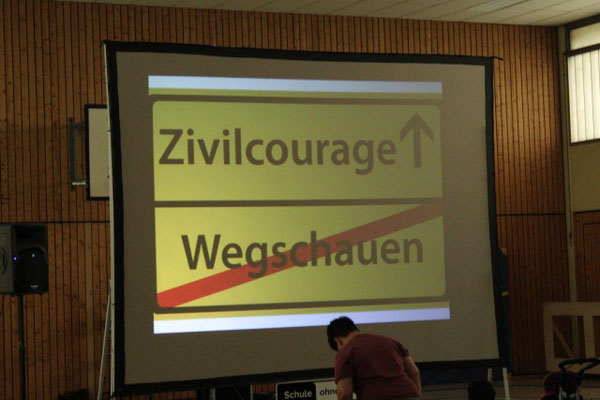 Zivilcourage ↑
Wegschauen
Schule ohne